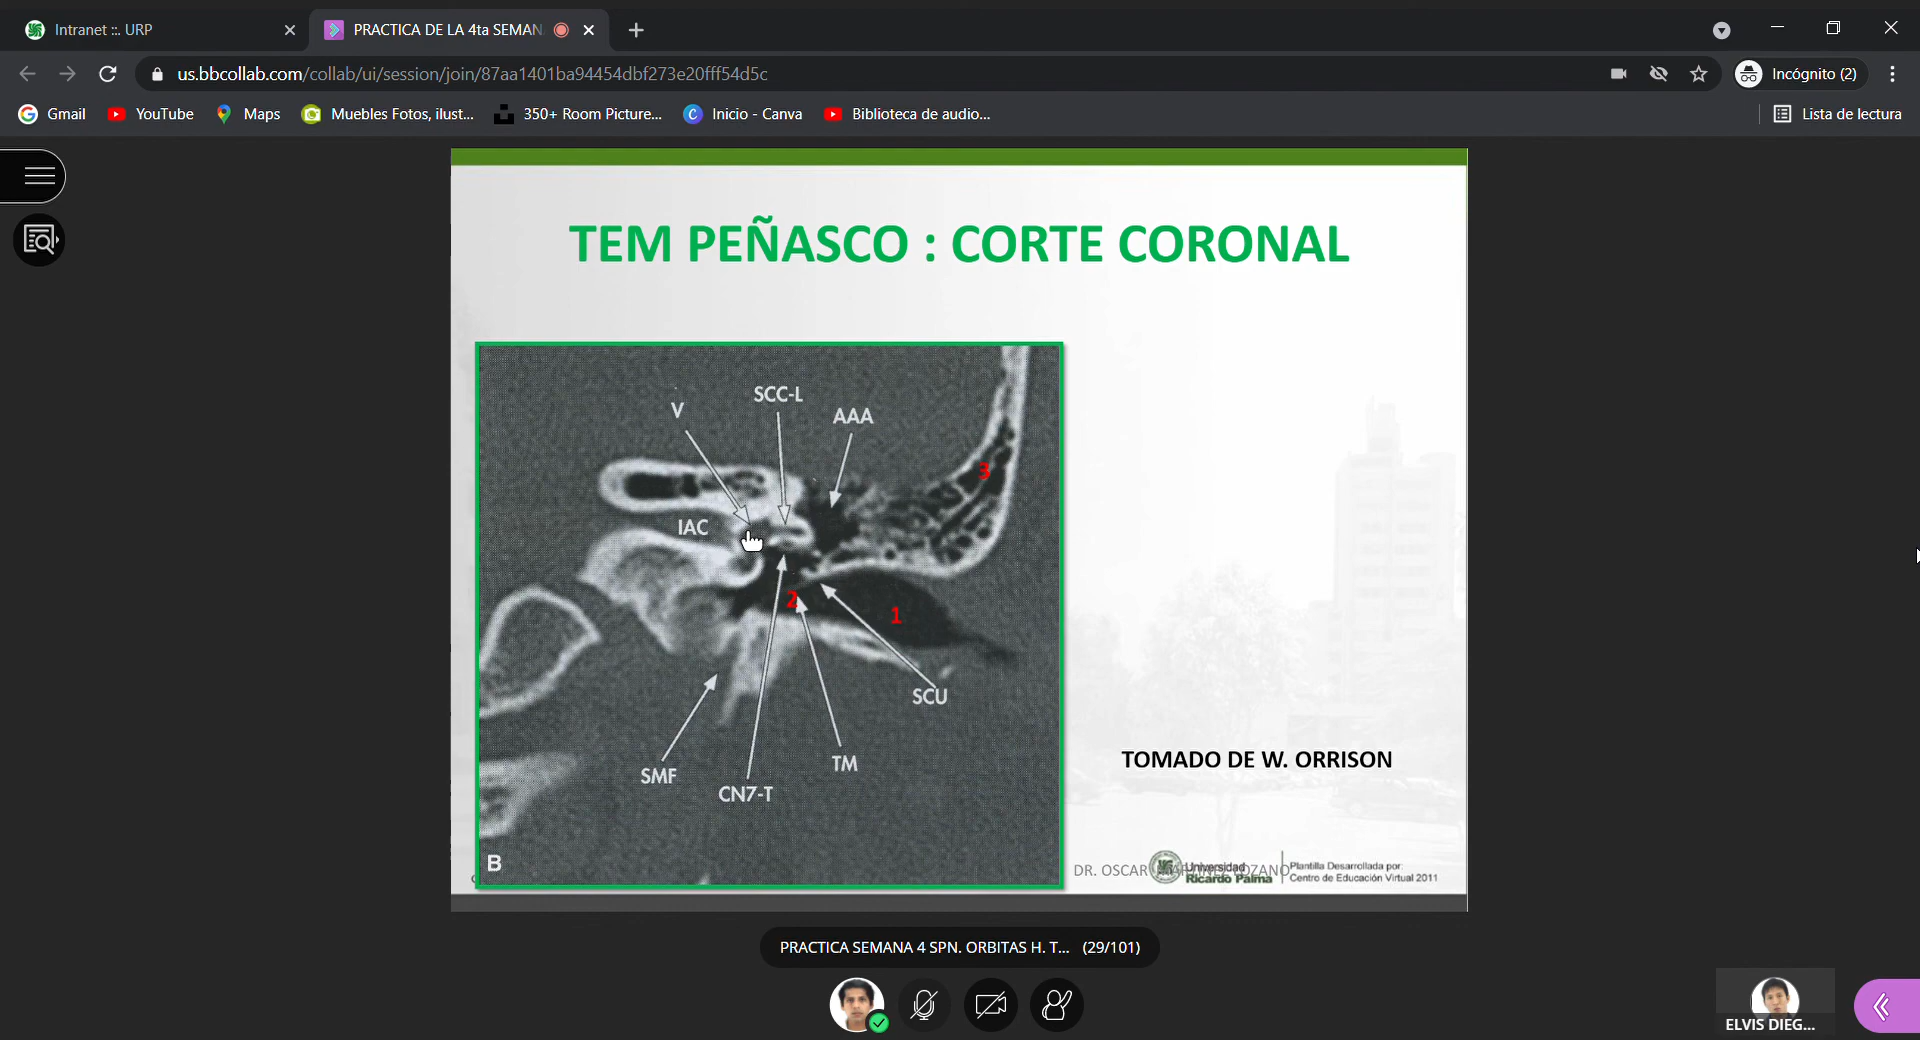 Intranet ::. URP
PRACTICA DE LA 4ta SEMAN
us.bbcollab.com/collab/ui/session/join/87aa1401ba94454dbf273e20fff54d5c
Incógnito (2)
Gmail
YouTube
Maps
Muebles Fotos, ilust...
350+ Room Picture...
Inicio - Canva
Biblioteca de audio...
Lista de lectura
TEM PEÑASCO : CORTE CORONAL
SCC-L
V
AAA
3
IAC
2
1
SCU
TM
SMF
CN7-T
B
TOMADO DE W. ORRISON
DR. OSCAR
Universidad
Ricardo Palma
Plantilla Desarrollada por:
Centro de Educación Virtual 2011
PRACTICA SEMANA 4 SPN. ORBITAS H. T... (29/101)
ELVIS DIEG...